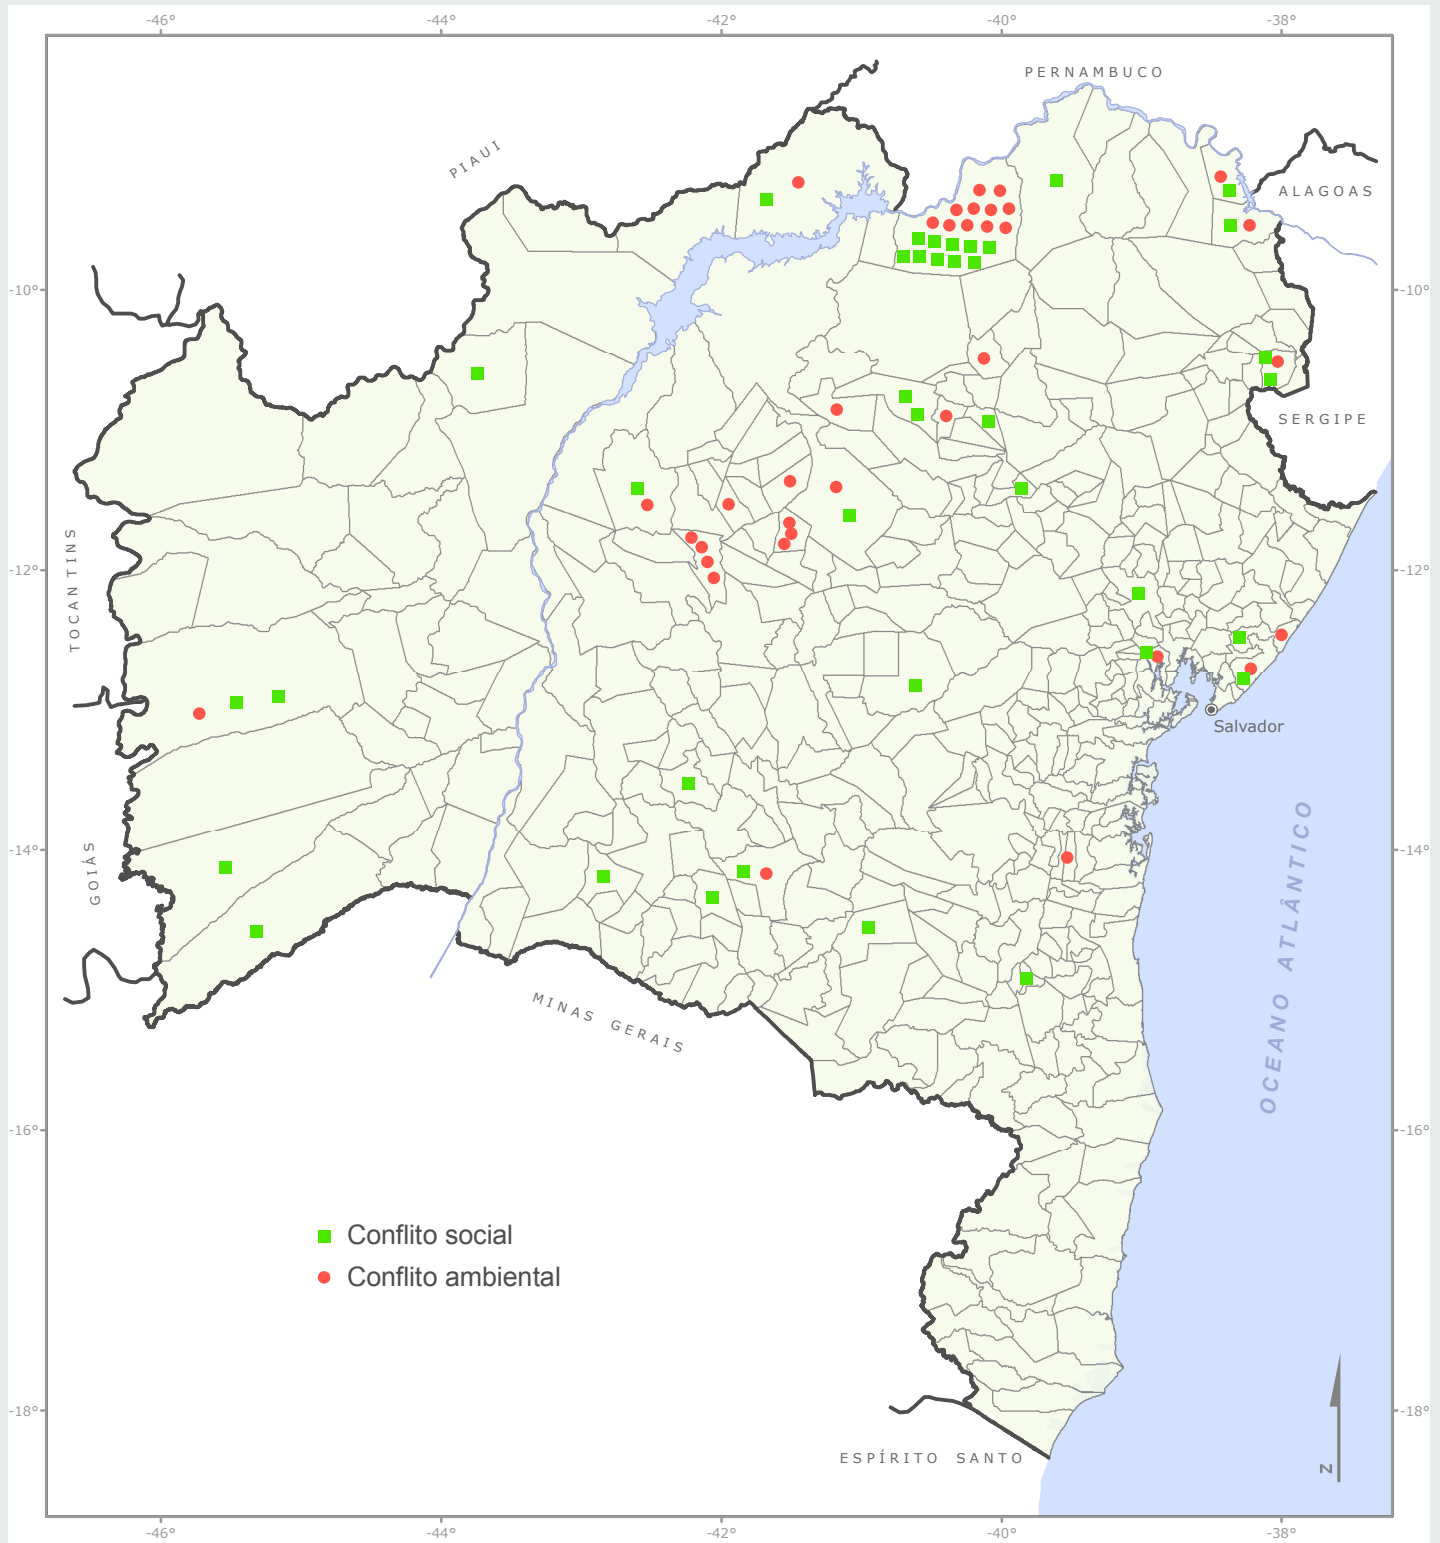 -46° -44° -42° -40° -38°
PERNAMBUCO
PIAUI
ALAGOAS
-10° -10°
SERGIPE
TOCANTINS
-12° -12°
Salvador
GOIÁS
-14° -14°
OCEANO ATLÂNTICO
MINAS GERAIS
-16° -16°
Conflito social
Conflito ambiental
-18° -18°
ESPÍRITO SANTO
N
-46° -44° -42° -40° -38°